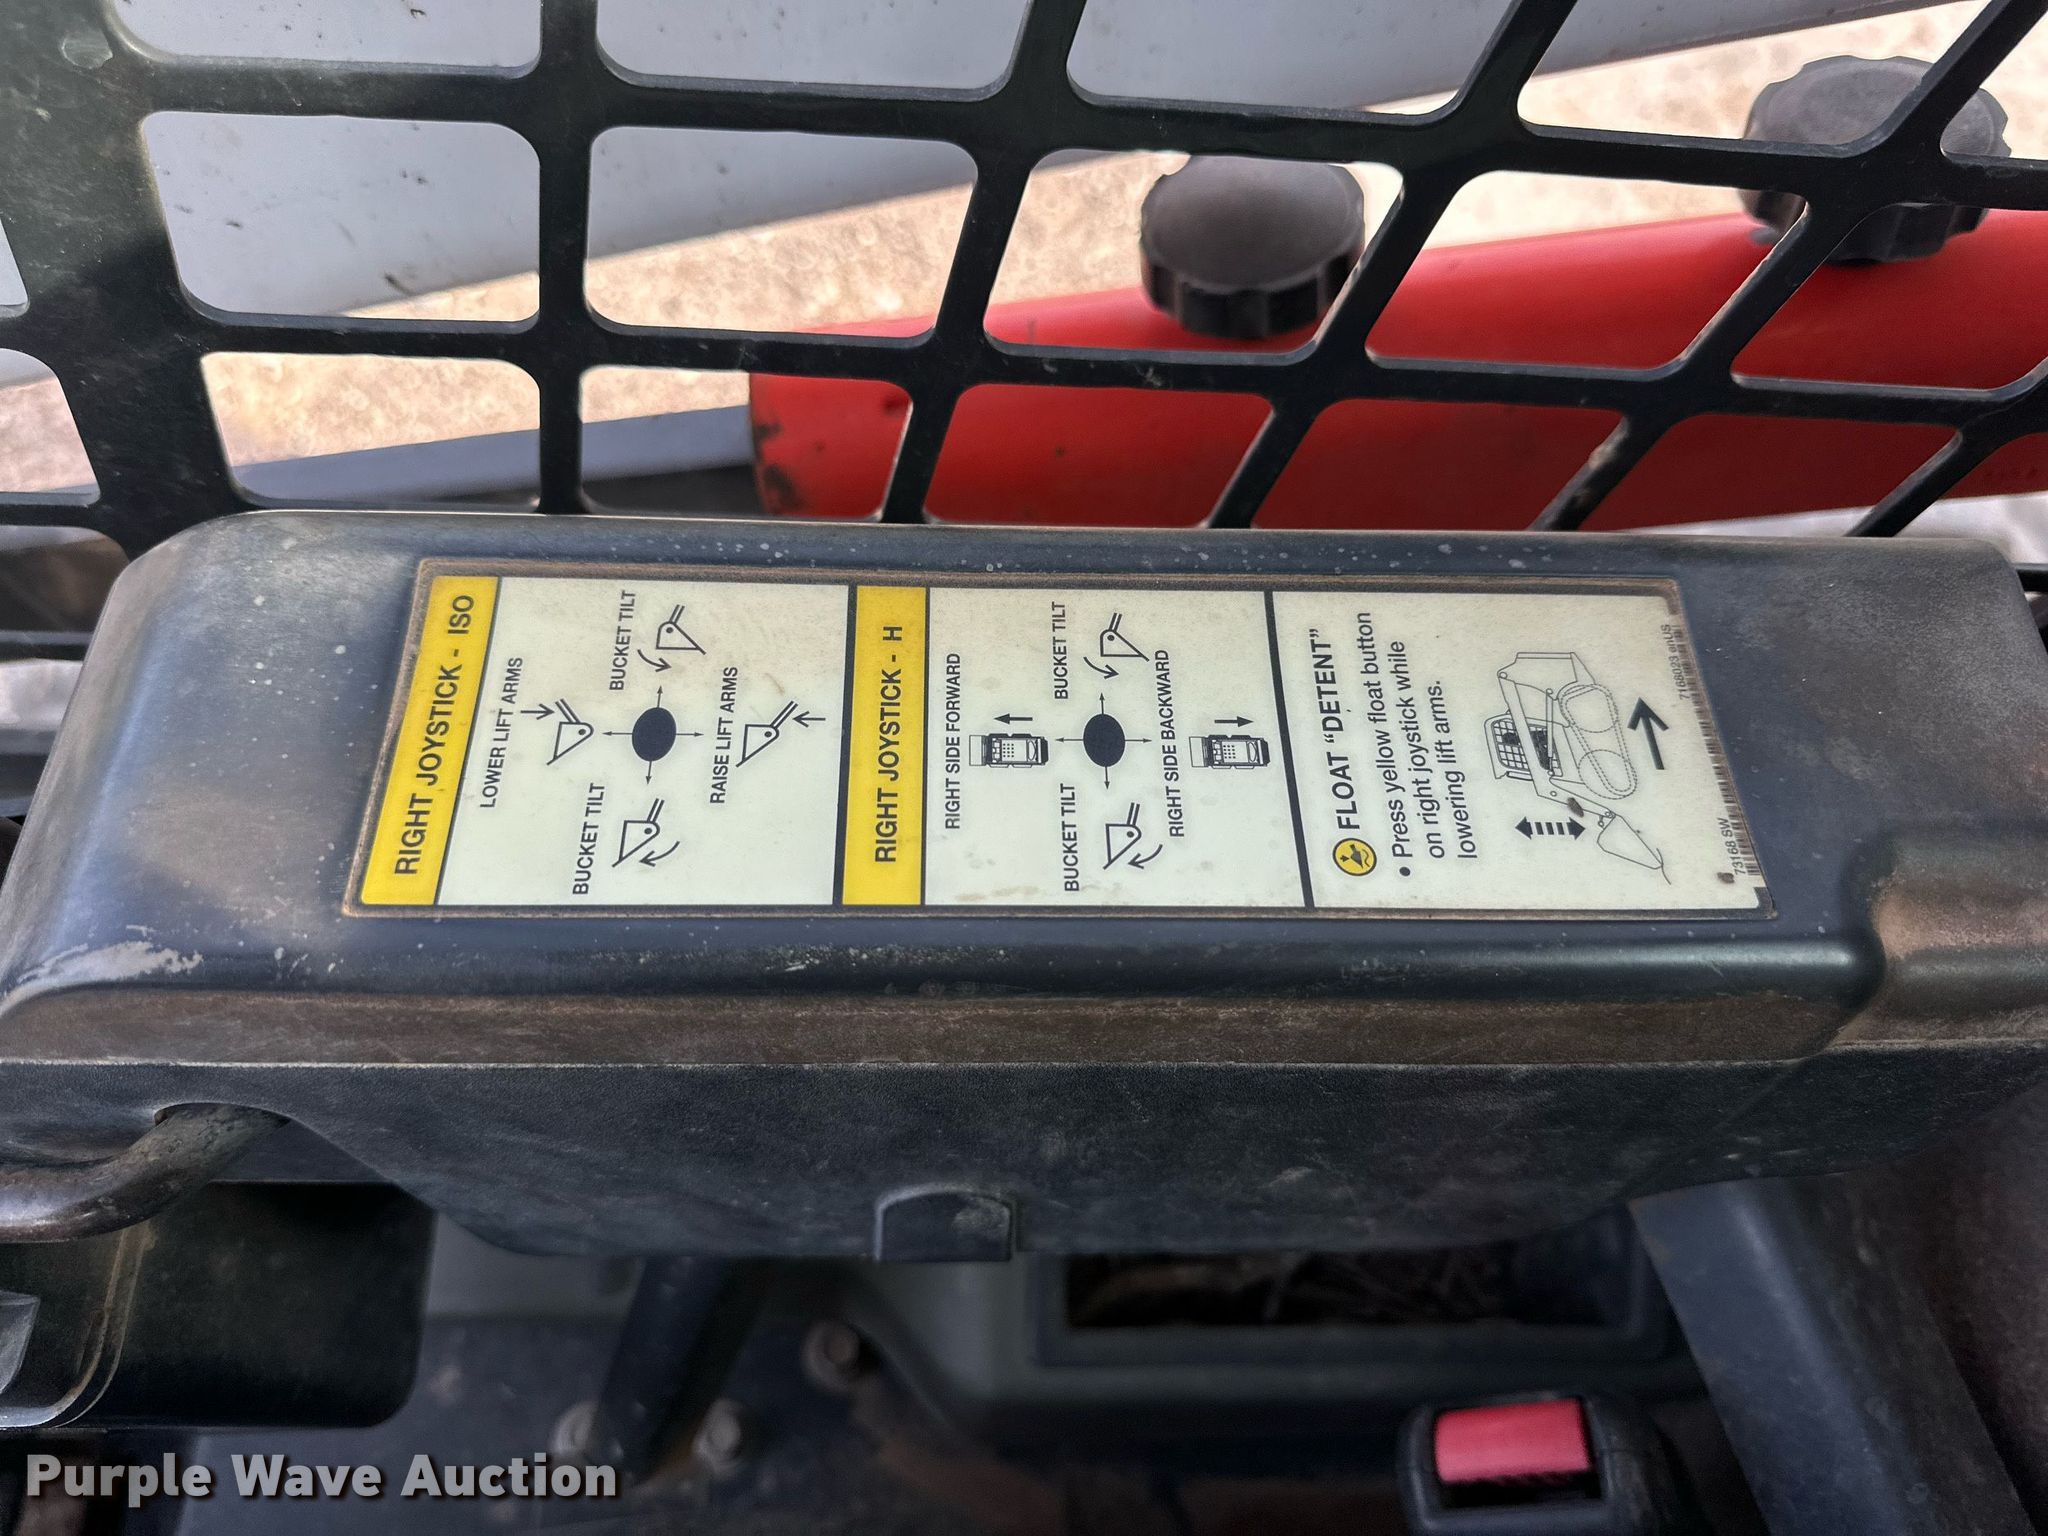 RIGHT JOYSTICK - ISO
LOWER LIFT ARMS
BUCKET TILT
BUCKET TILT
RAISE LIFT ARMS
RIGHT JOYSTICK - H
RIGHT SIDE FORWARD
BUCKET TILT
BUCKET TILT
RIGHT SIDE BACKWARD
FLOAT “DETENT”
• Press yellow float button
on right joystick while
lowering lift arms.
73168 SW
7168023 enUS
Purple Wave Auction